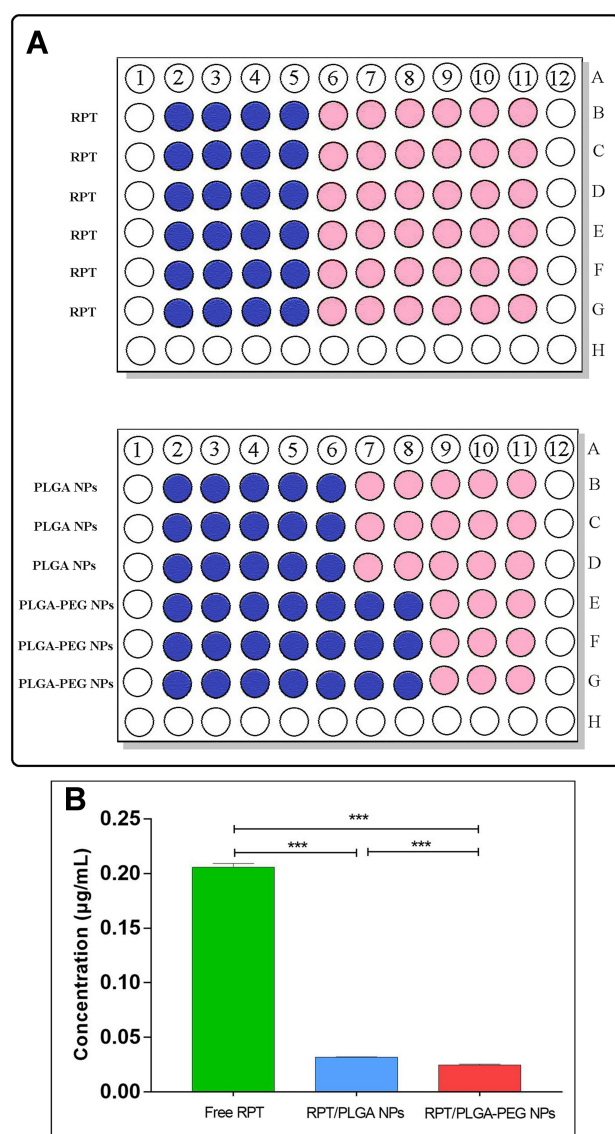 A
1 2 3 4 5 6 7 8 9 10 11 12 A
RPT B
RPT C
RPT D
RPT E
RPT F
RPT G
H
1 2 3 4 5 6 7 8 9 10 11 12 A
PLGA NPs B
PLGA NPs C
PLGA NPs D
PLGA-PEG NPs E
PLGA-PEG NPs F
PLGA-PEG NPs G
H
B
Concentration (µg/mL)
0.25
0.20
0.15
0.10
0.05
0.00
***
*** ***
Free RPT RPT/PLGA NPs RPT/PLGA-PEG NPs